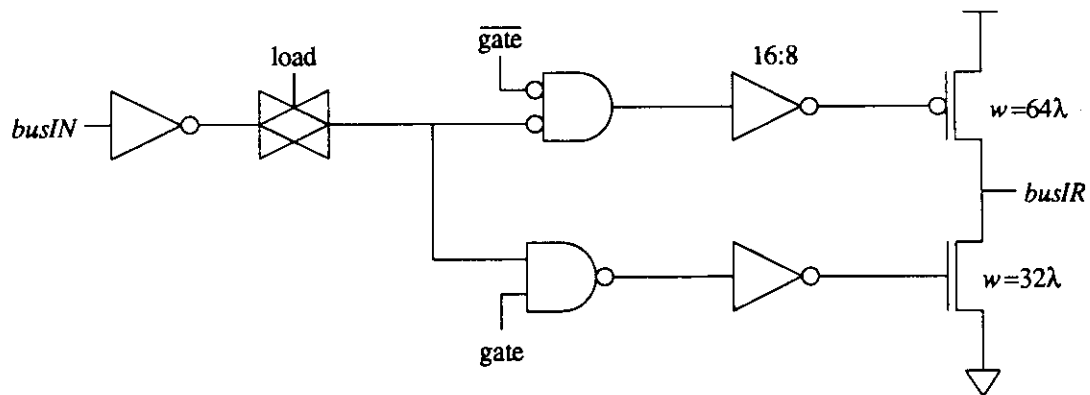 gate
load
16:8
busIN
w=64λ
busIR
w=32λ
gate